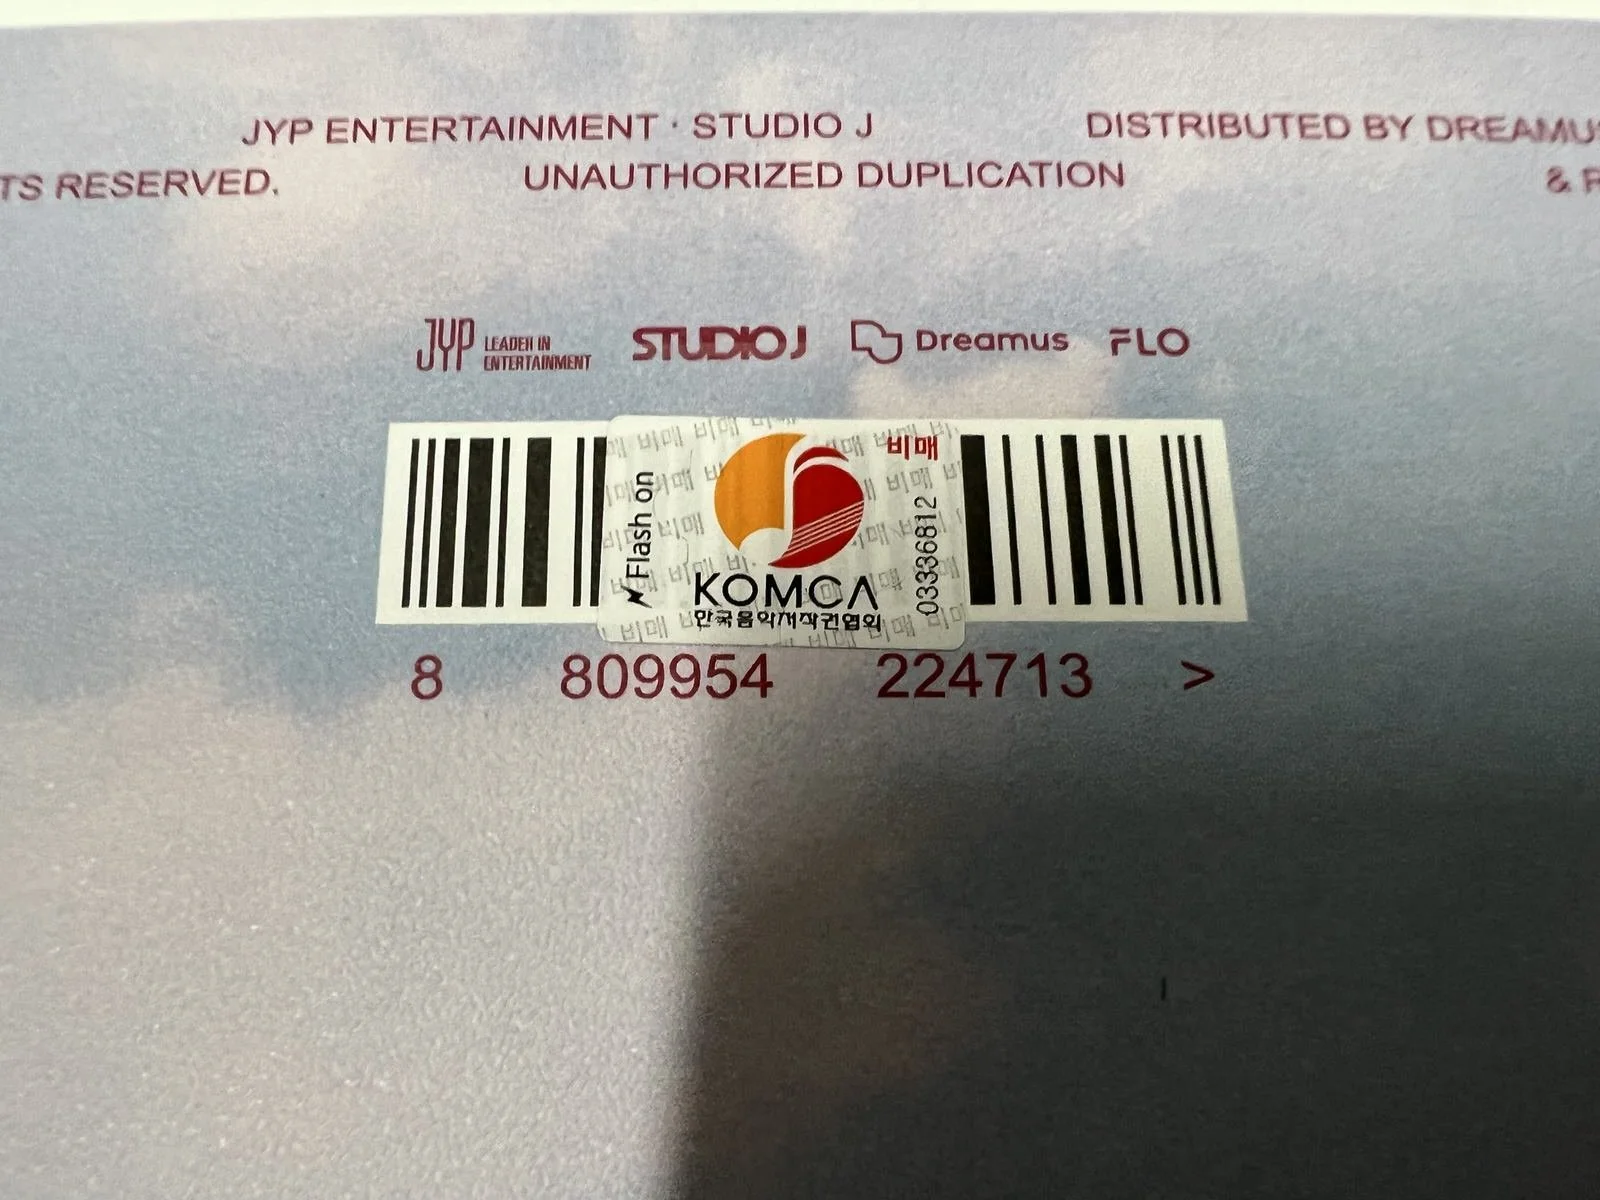 JYP ENTERTAINMENT · STUDIO J
DISTRIBUTED BY DREAMUS
TS RESERVED.
UNAUTHORIZED DUPLICATION
& R
JYP LEADER IN ENTERTAINMENT
STUDIO J
Dreamus
FLO
비매
Flash on
03336812
KOMCA
한국음악저작권협회
8 809954 224713 >